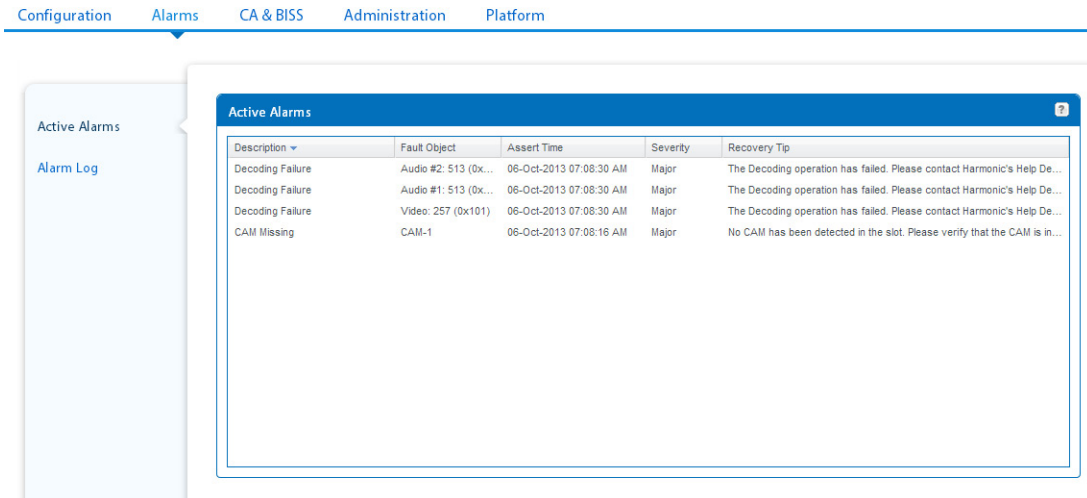 Configuration Alarms CA & BISS Administration Platform
Active Alarms
Alarm Log
Active Alarms ?
Description Fault Object Assert Time Severity Recovery Tip
Decoding Failure Audio #2: 513 (0x... 06-Oct-2013 07:08:30 AM Major The Decoding operation has failed. Please contact Harmonic's Help De...
Decoding Failure Audio #1: 513 (0x... 06-Oct-2013 07:08:30 AM Major The Decoding operation has failed. Please contact Harmonic's Help De...
Decoding Failure Video: 257 (0x101) 06-Oct-2013 07:08:30 AM Major The Decoding operation has failed. Please contact Harmonic's Help De...
CAM Missing CAM-1 06-Oct-2013 07:08:16 AM Major No CAM has been detected in the slot. Please verify that the CAM is in...